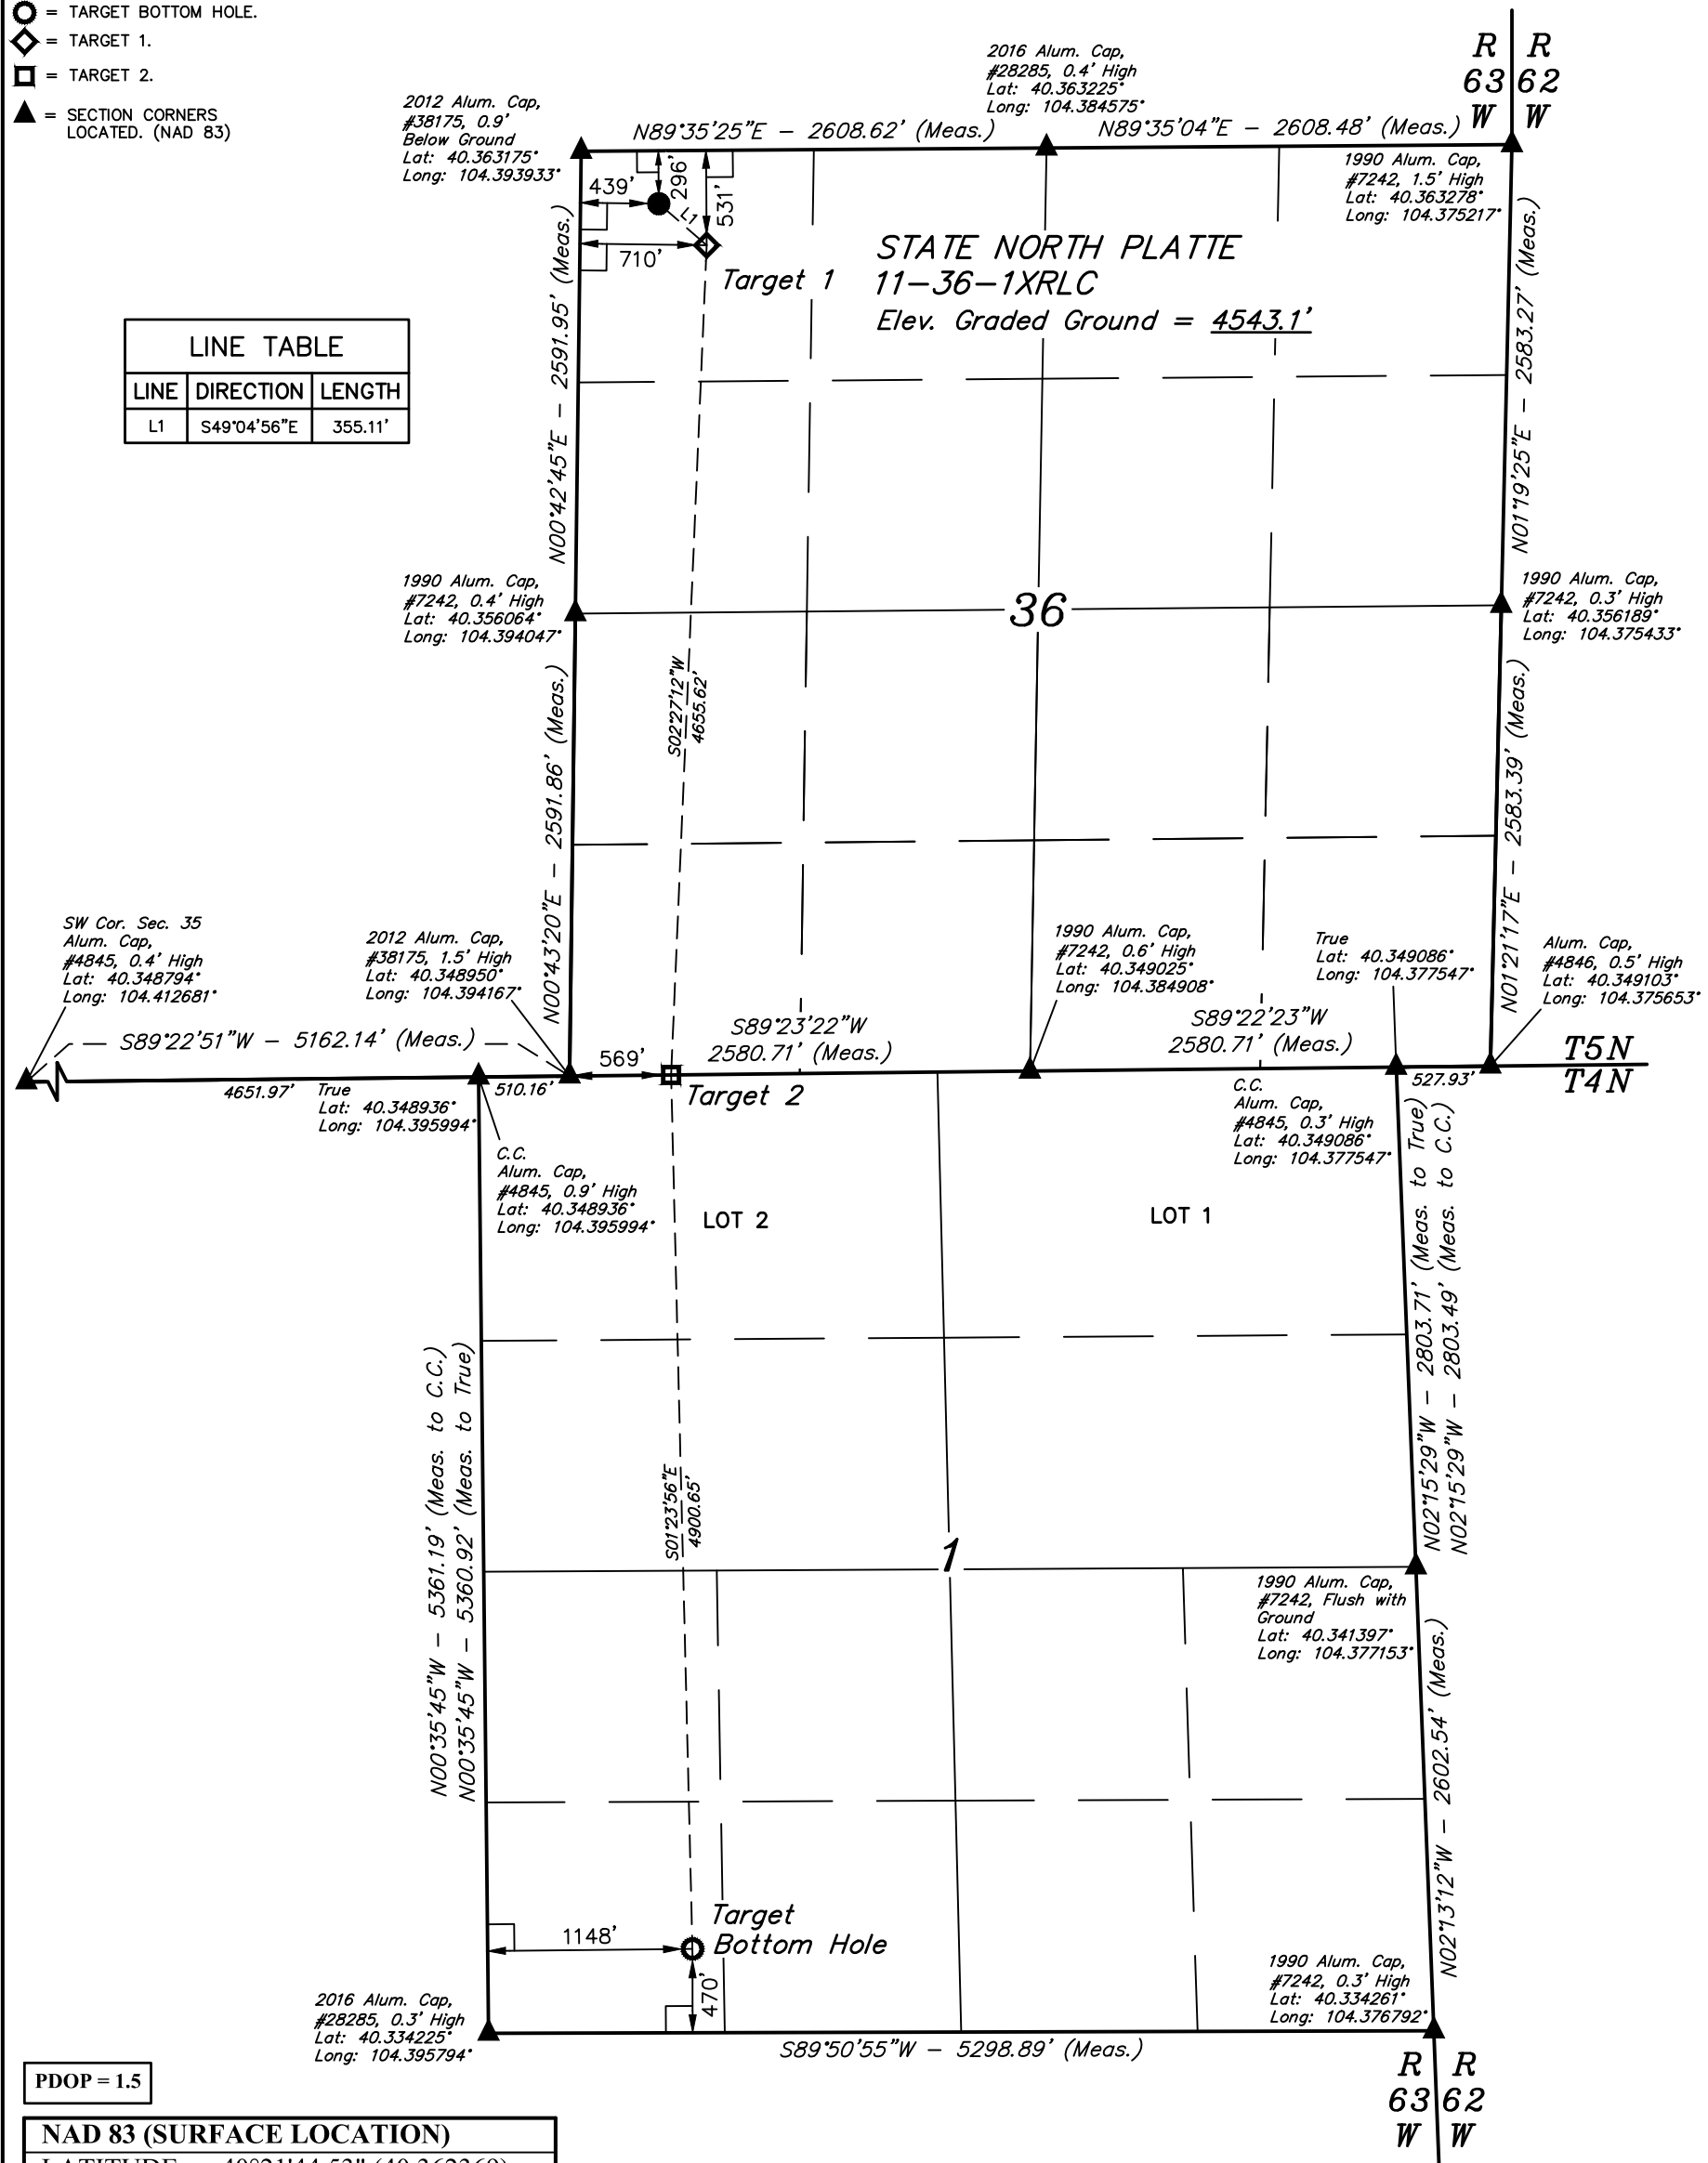 = TARGET BOTTOM HOLE.
= TARGET 1.
= TARGET 2.
= SECTION CORNERS
LOCATED. (NAD 83)
R R
63 62
W W
2016 Alum. Cap,
#28285, 0.4' High
Lat: 40.363225°
Long: 104.384575°
2012 Alum. Cap,
#38175, 0.9'
Below Ground
Lat: 40.363175°
Long: 104.393933°
N89°35'25"E - 2608.62' (Meas.)
N89°35'04"E - 2608.48' (Meas.)
1990 Alum. Cap,
#7242, 1.5' High
Lat: 40.363278°
Long: 104.375217°
439'
296'
531'
L1
710'
Target 1
STATE NORTH PLATTE
11-36-1XRLC
Elev. Graded Ground = 4543.1'
LINE TABLE
LINE DIRECTION LENGTH
L1 S49°04'56"E 355.11'
N00°42'45"E - 2591.95' (Meas.)
N01°19'25"E - 2583.27' (Meas.)
1990 Alum. Cap,
#7242, 0.4' High
Lat: 40.356064°
Long: 104.394047°
36
1990 Alum. Cap,
#7242, 0.3' High
Lat: 40.356189°
Long: 104.375433°
S02°27'12"W
4655.62'
N00°43'20"E - 2591.86' (Meas.)
N01°21'17"E - 2583.39' (Meas.)
SW Cor. Sec. 35
Alum. Cap,
#4845, 0.4' High
Lat: 40.348794°
Long: 104.412681°
2012 Alum. Cap,
#38175, 1.5' High
Lat: 40.348950°
Long: 104.394167°
1990 Alum. Cap,
#7242, 0.6' High
Lat: 40.349025°
Long: 104.384908°
True
Lat: 40.349086°
Long: 104.377547°
Alum. Cap,
#4846, 0.5' High
Lat: 40.349103°
Long: 104.375653°
S89°22'51"W - 5162.14' (Meas.)
569'
S89°23'22"W
2580.71' (Meas.)
S89°22'23"W
2580.71' (Meas.)
T5N
T4N
4651.97'
True
Lat: 40.348936°
Long: 104.395994°
510.16'
Target 2
527.93'
C.C.
Alum. Cap,
#4845, 0.3' High
Lat: 40.349086°
Long: 104.377547°
C.C.
Alum. Cap,
#4845, 0.9' High
Lat: 40.348936°
Long: 104.395994°
LOT 2
LOT 1
N02°15'29"W - 2803.71' (Meas. to True)
N02°15'29"W - 2803.49' (Meas. to C.C.)
N00°35'45"W - 5361.19' (Meas. to C.C.)
N00°35'45"W - 5360.92' (Meas. to True)
S01°23'56"E
4900.65'
1
1990 Alum. Cap,
#7242, Flush with
Ground
Lat: 40.341397°
Long: 104.377153°
N02°13'12"W - 2602.54' (Meas.)
1148'
Target
Bottom Hole
470'
2016 Alum. Cap,
#28285, 0.3' High
Lat: 40.334225°
Long: 104.395794°
1990 Alum. Cap,
#7242, 0.3' High
Lat: 40.334261°
Long: 104.376792°
S89°50'55"W - 5298.89' (Meas.)
R R
63 62
W W
PDOP = 1.5
NAD 83 (SURFACE LOCATION)